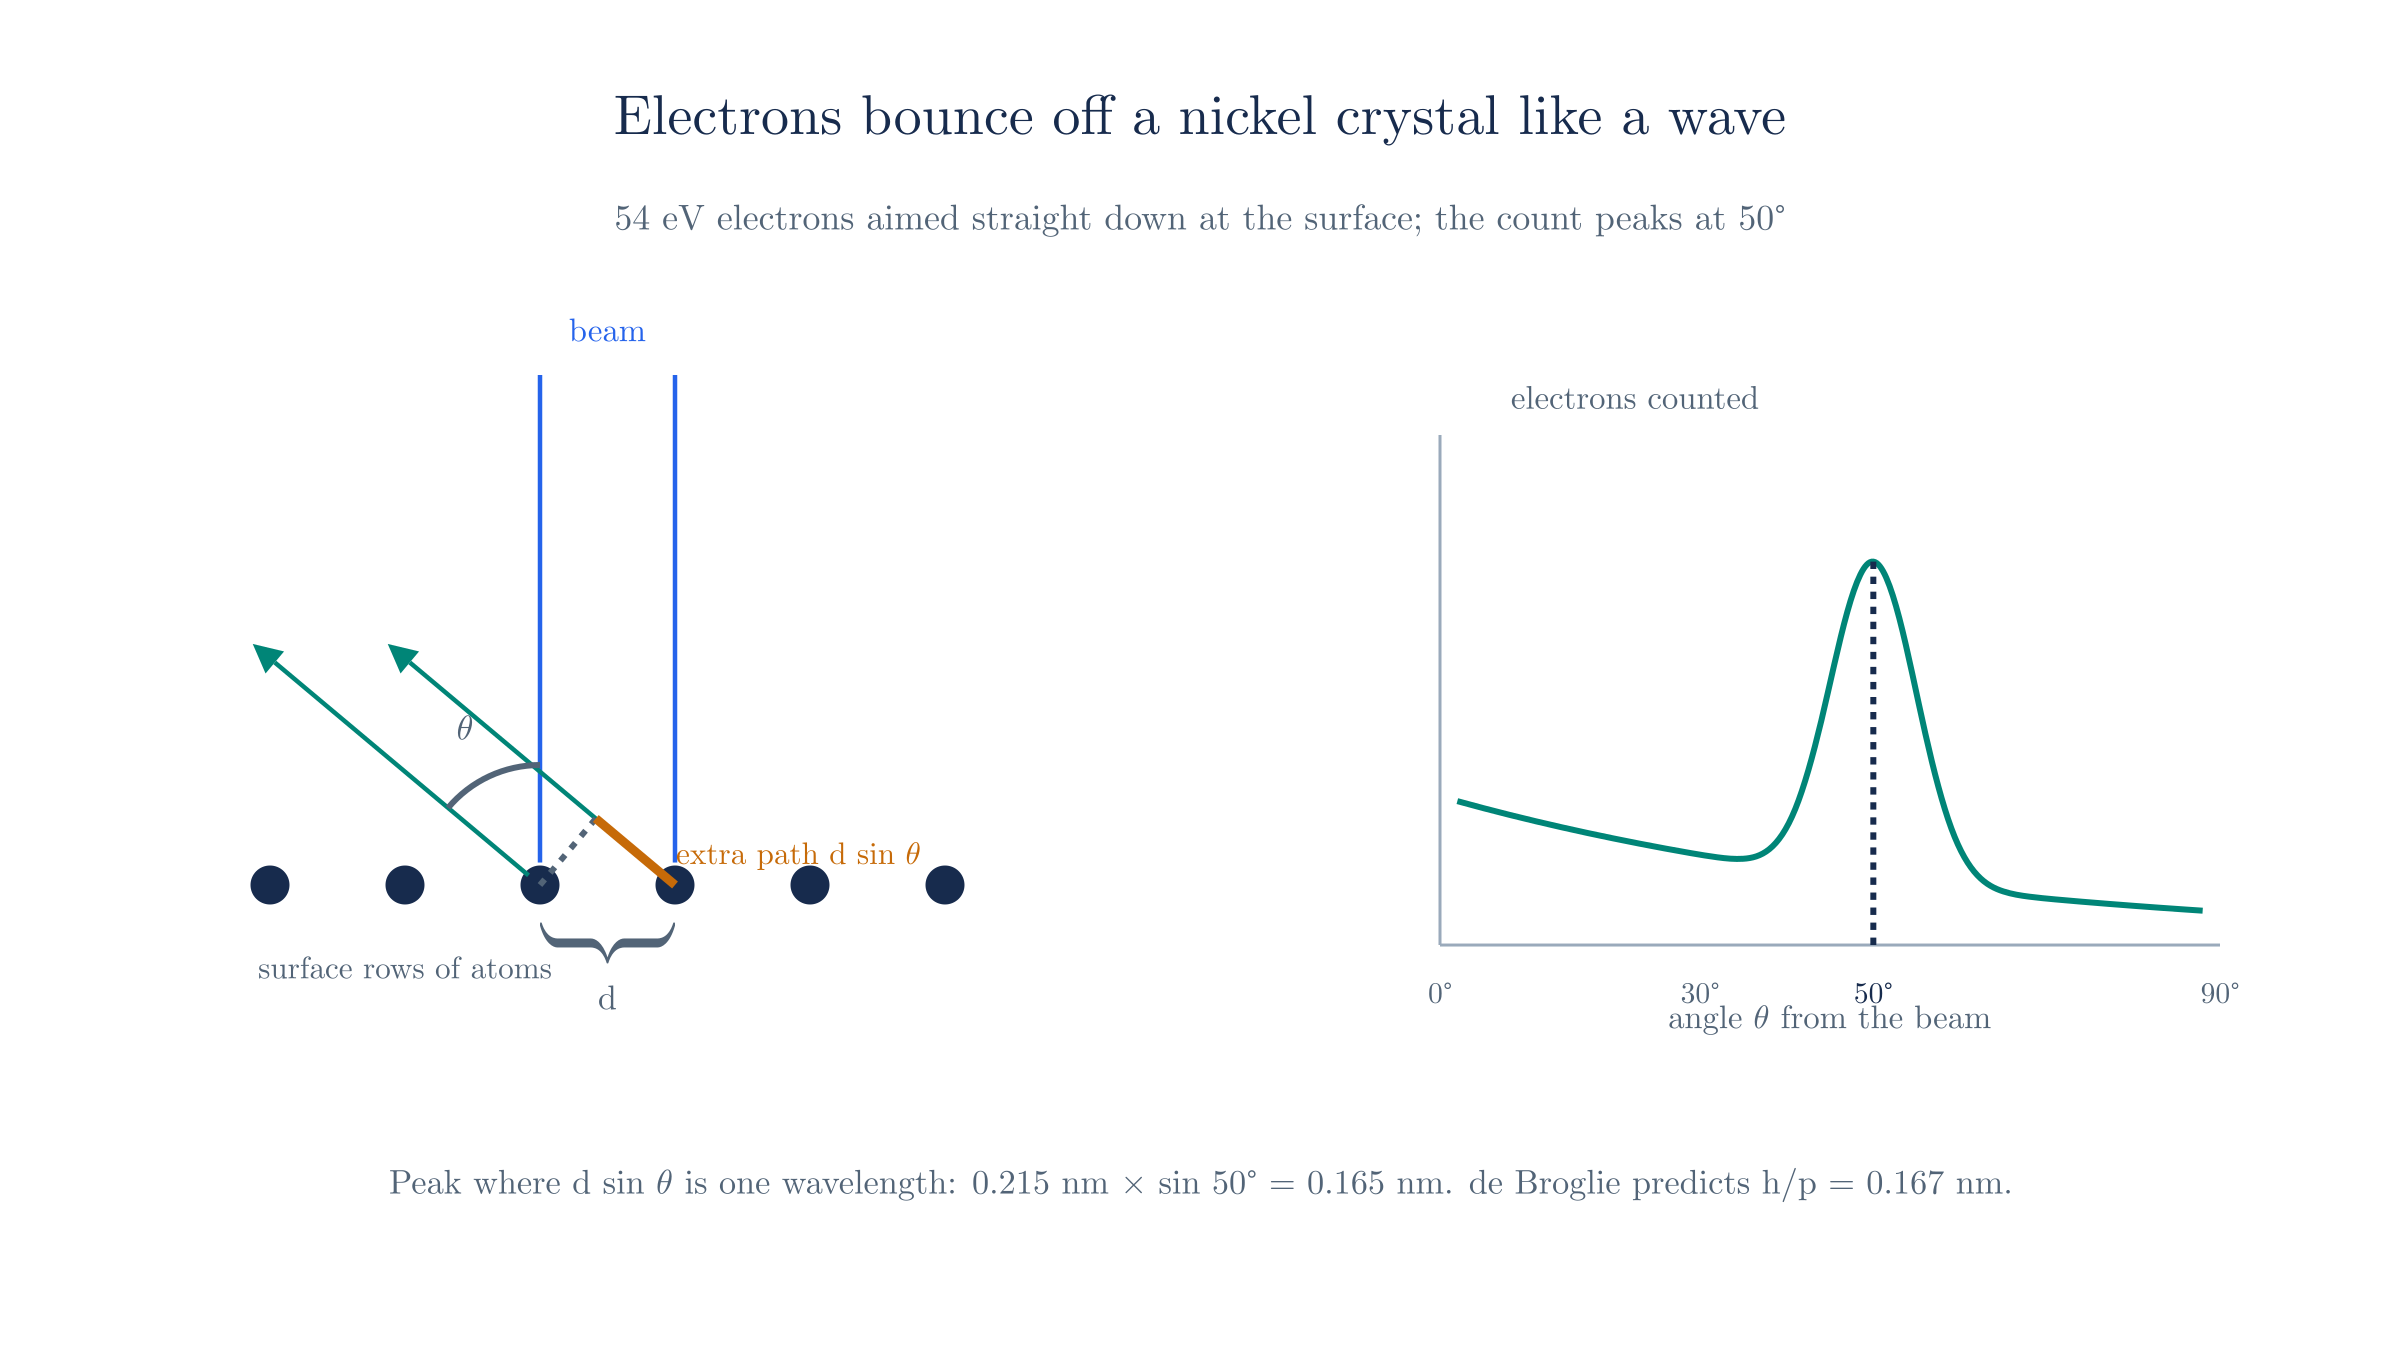 Electrons bounce off a nickel crystal like a wave
54 eV electrons aimed straight down at the surface; the count peaks at 50°
beam
θ
extra path d sin θ
surface rows of atoms
d
electrons counted
0° 30° 50° 90°
angle θ from the beam
Peak where d sin θ is one wavelength: 0.215 nm × sin 50° = 0.165 nm. de Broglie predicts h/p = 0.167 nm.